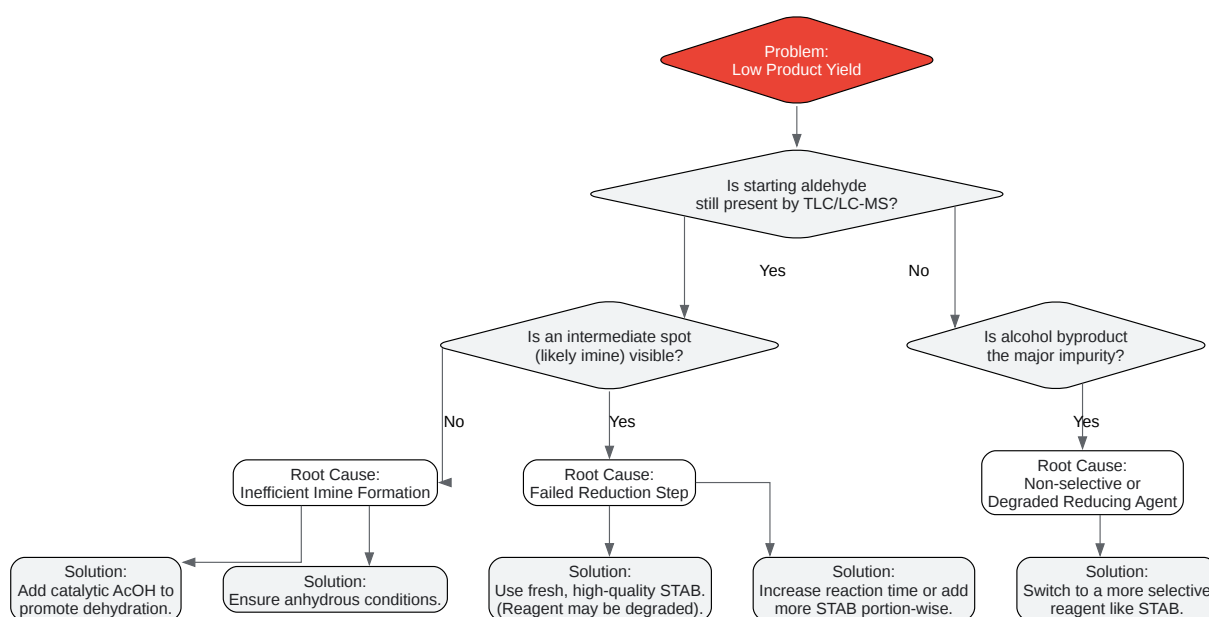 Problem:
Low Product Yield
Is starting aldehyde
still present by TLC/LC-MS?
Yes
No
Is an intermediate spot
(likely imine) visible?
Is alcohol byproduct
the major impurity?
No
Yes
Yes
Root Cause:
Inefficient Imine Formation
Root Cause:
Failed Reduction Step
Root Cause:
Non-selective or
Degraded Reducing Agent
Solution:
Add catalytic AcOH to
promote dehydration.
Solution:
Ensure anhydrous conditions.
Solution:
Use fresh, high-quality STAB.
(Reagent may be degraded).
Solution:
Increase reaction time or add
more STAB portion-wise.
Solution:
Switch to a more selective
reagent like STAB.